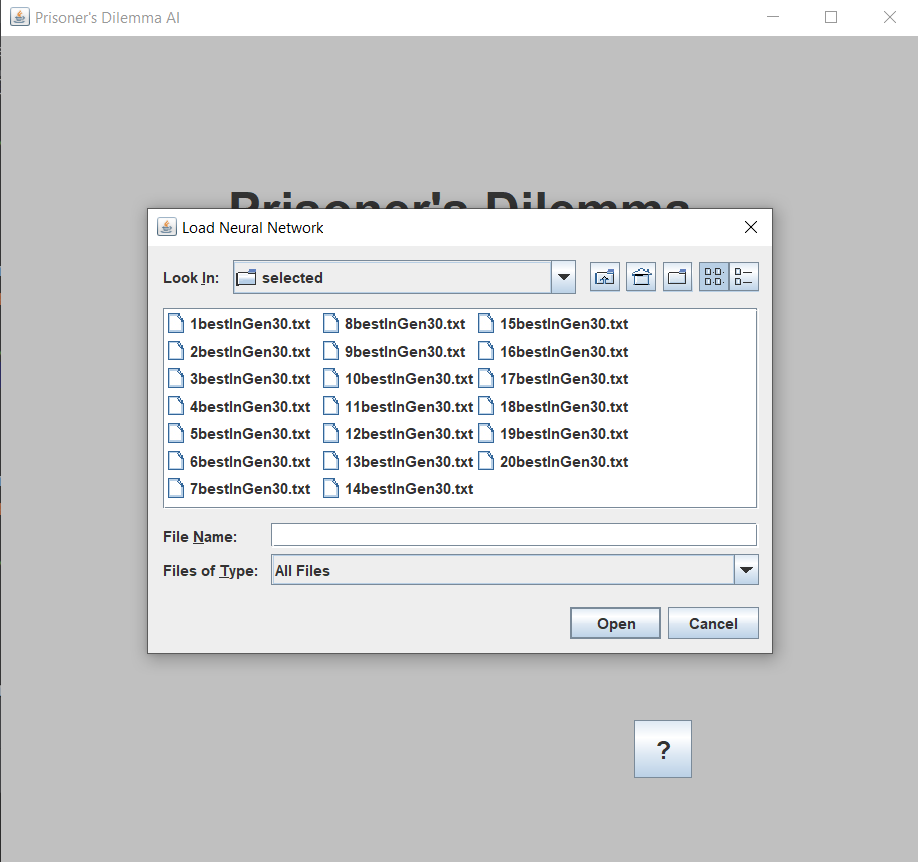 Prisoner's Dilemma AI
Prisoner's Dilemma
Load Neural Network
Look In: selected
1bestInGen30.txt 8bestInGen30.txt 15bestInGen30.txt
2bestInGen30.txt 9bestInGen30.txt 16bestInGen30.txt
3bestInGen30.txt 10bestInGen30.txt 17bestInGen30.txt
4bestInGen30.txt 11bestInGen30.txt 18bestInGen30.txt
5bestInGen30.txt 12bestInGen30.txt 19bestInGen30.txt
6bestInGen30.txt 13bestInGen30.txt 20bestInGen30.txt
7bestInGen30.txt 14bestInGen30.txt
File Name:
Files of Type: All Files
Open Cancel
?